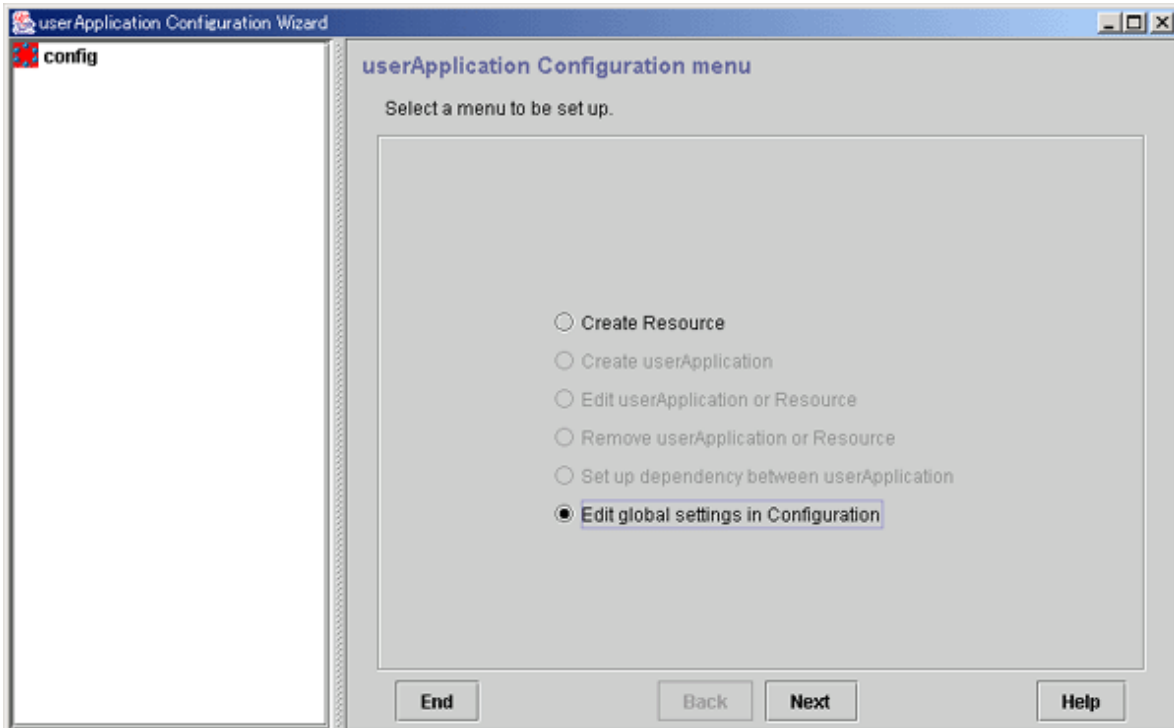 userApplication Configuration Wizard
config
userApplication Configuration menu
Select a menu to be set up.
Create Resource
Create userApplication
Edit userApplication or Resource
Remove userApplication or Resource
Set up dependency between userApplication
Edit global settings in Configuration
End Back Next Help